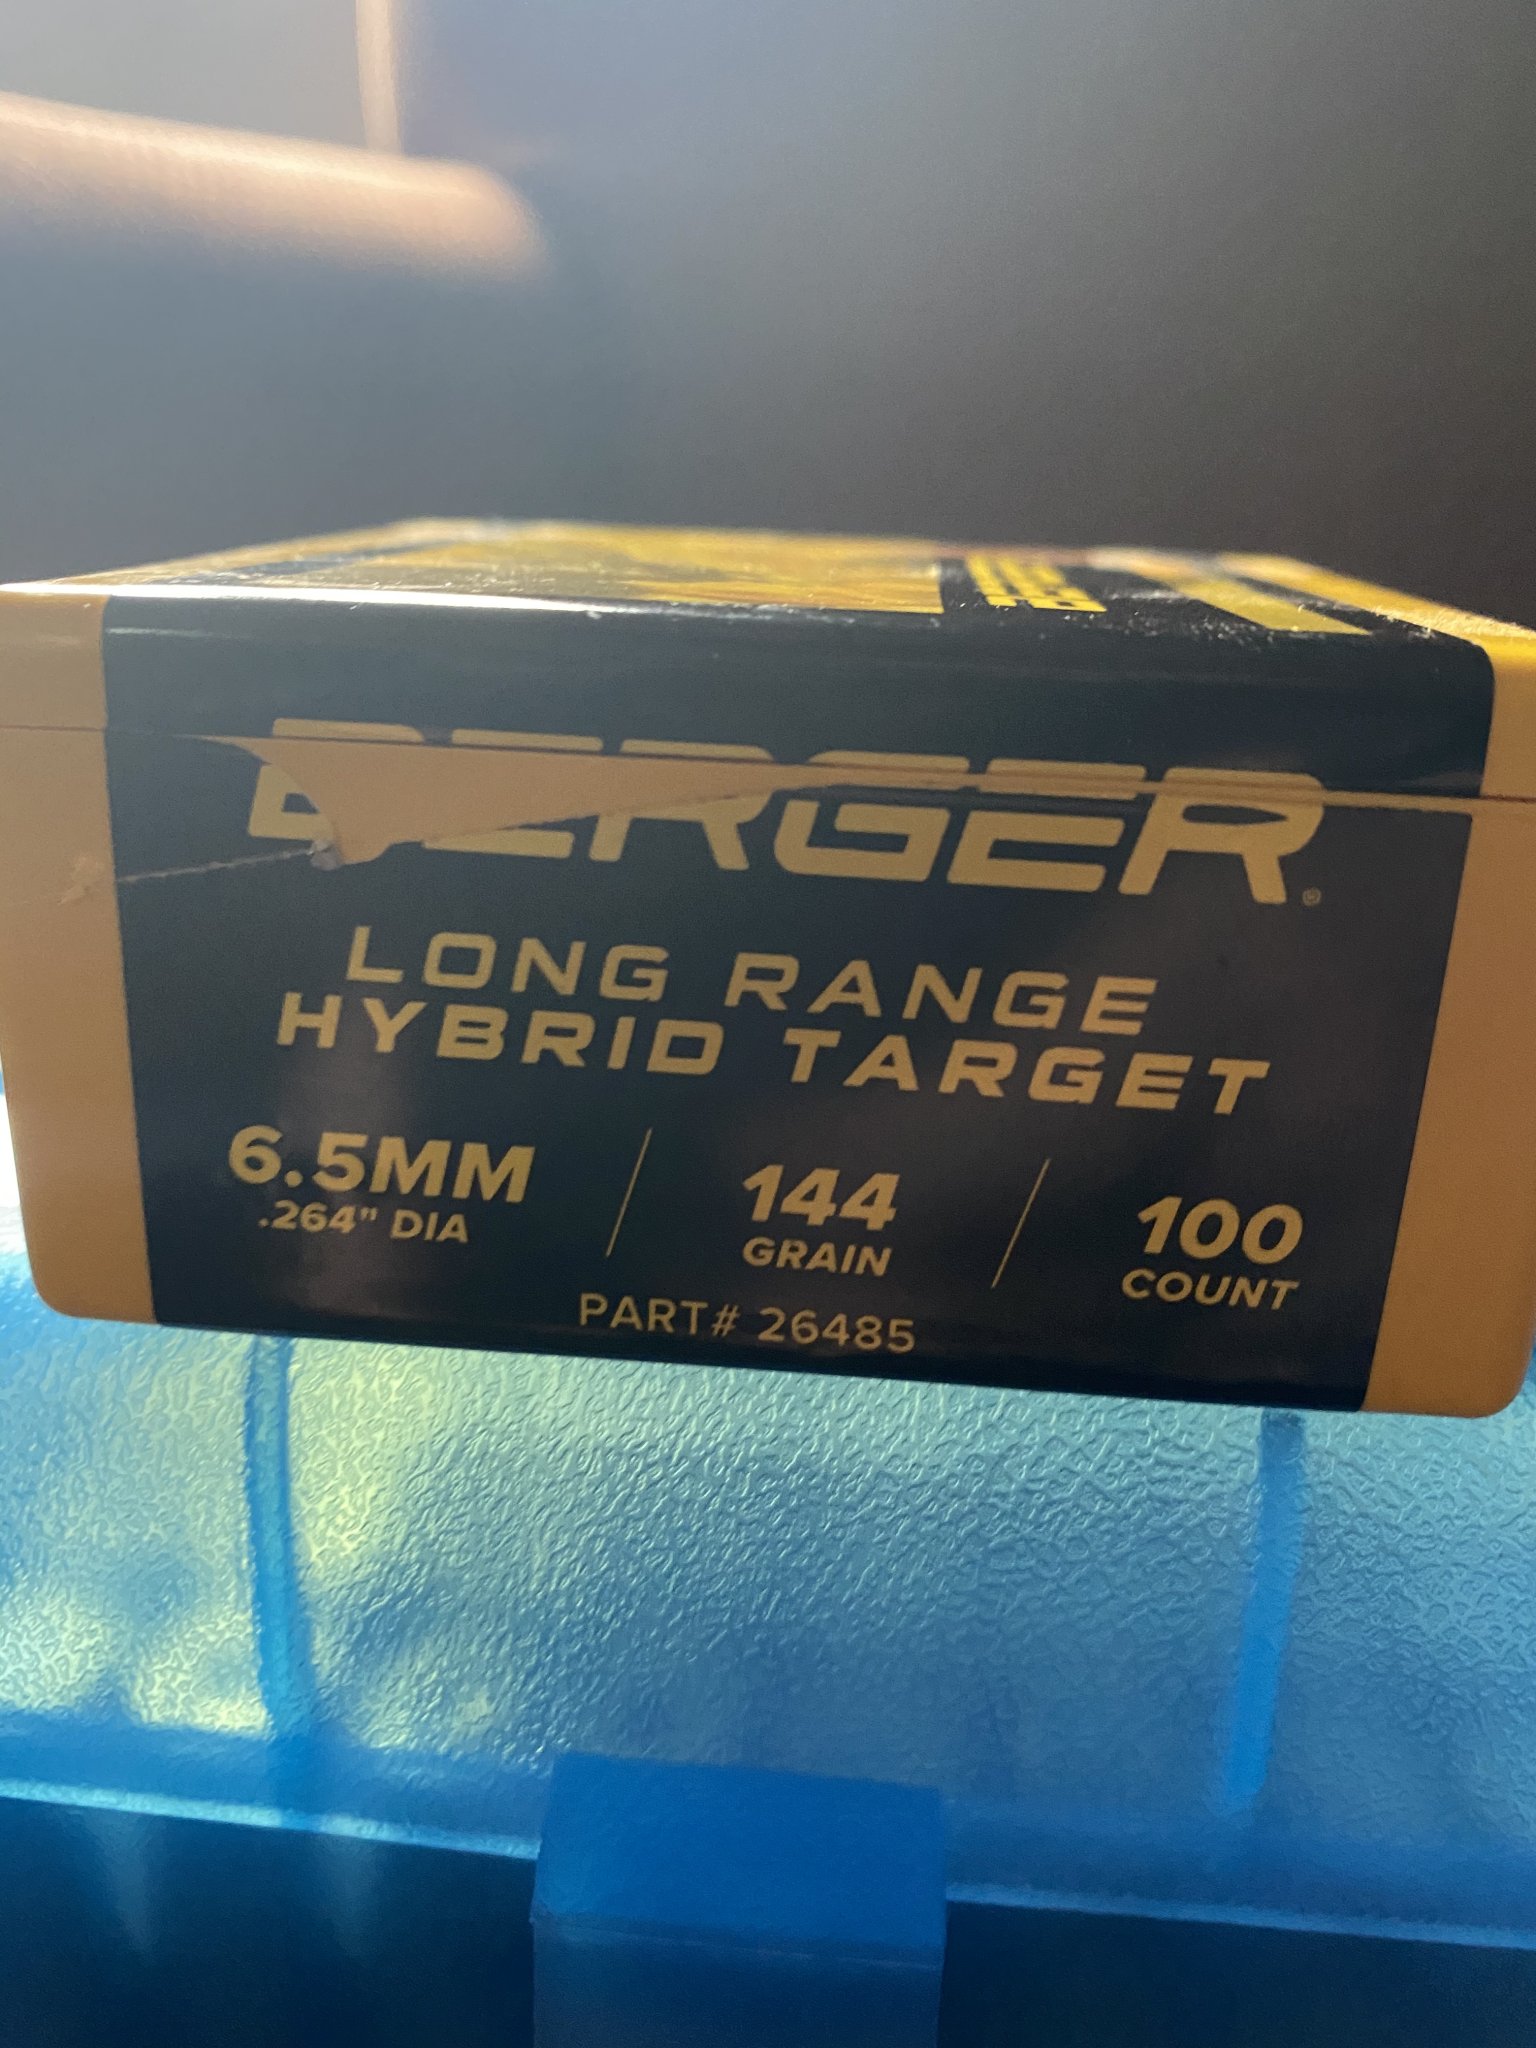 BERGER®
LONG RANGE
HYBRID TARGET
6.5MM
.264" DIA
144
GRAIN
100
COUNT
PART# 26485